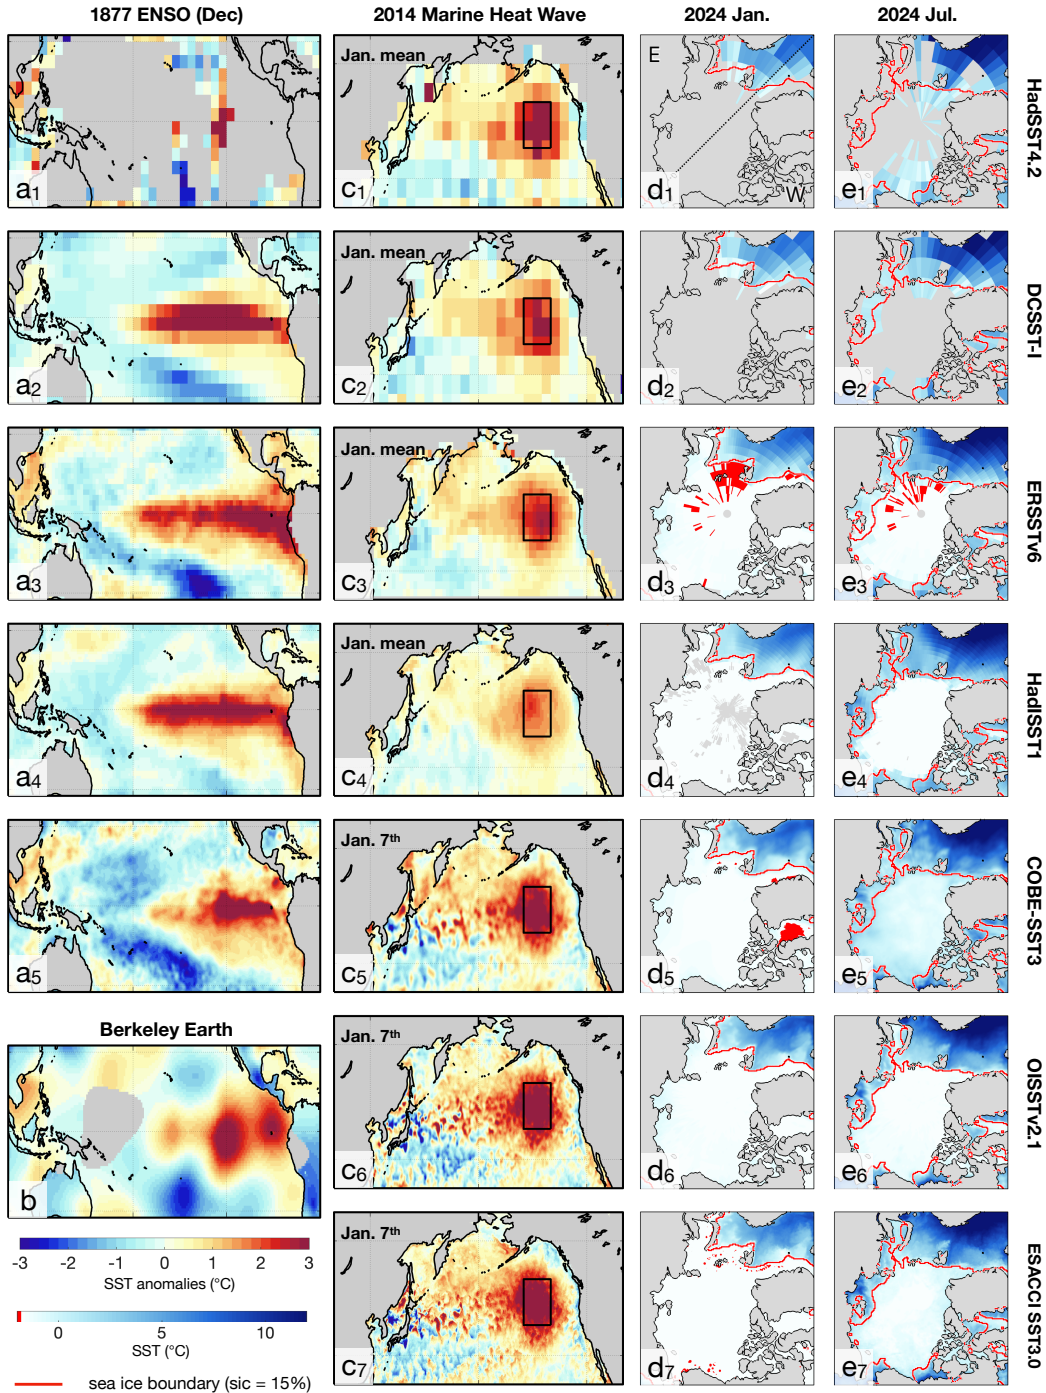 1877 ENSO (Dec) 2014 Marine Heat Wave 2024 Jan. 2024 Jul.
a1 Jan. mean c1 E W d1 e1 HadSST4.2
a2 Jan. mean c2 d2 e2 DCSST-I
a3 Jan. mean c3 d3 e3 ERSSTv6
a4 Jan. mean c4 d4 e4 HadISST1
a5 Jan. 7th c5 d5 e5 COBE-SST3
Berkeley Earth
b Jan. 7th c6 d6 e6 OISSTv2.1
Jan. 7th c7 d7 e7 ESACCI SST3.0
-3 -2 -1 0 1 2 3
SST anomalies (°C)
0 5 10
SST (°C)
sea ice boundary (sic = 15%)